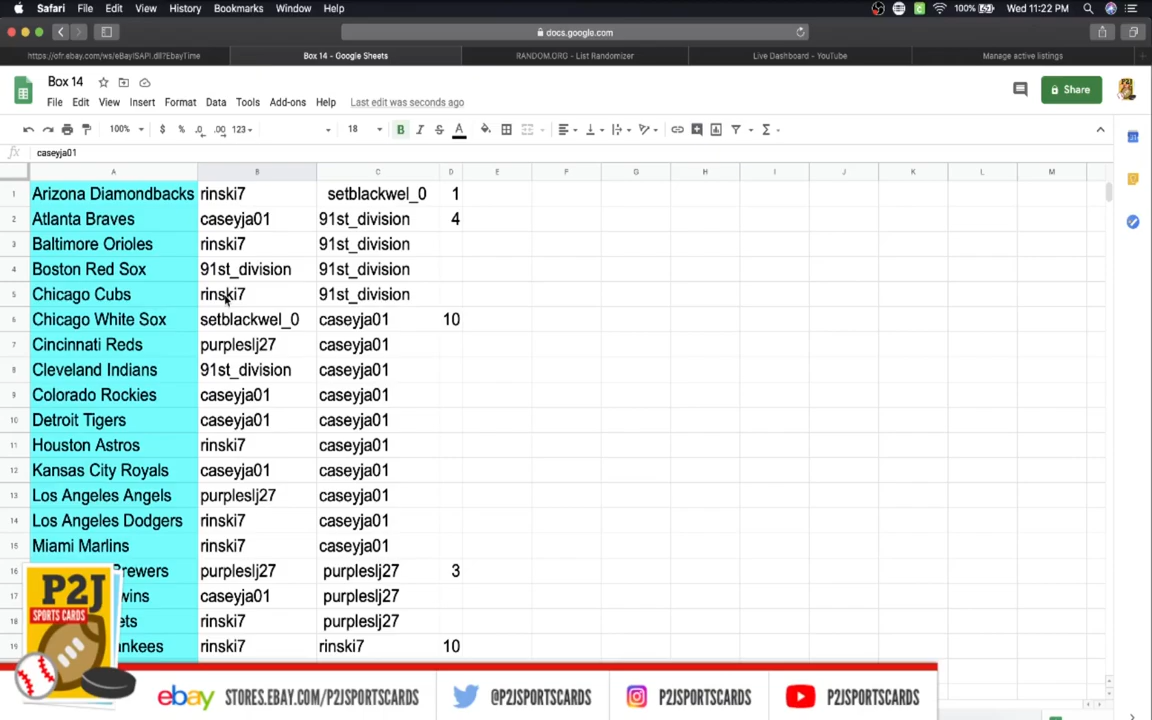 Safari File Edit View History Bookmarks Window Help 100% Wed 11:22 PM
docs.google.com
https://ofr.ebay.com/ws/eBayISAPI.dll?EbayTime Box 14 - Google Sheets RANDOM.ORG - List Randomizer Live Dashboard - YouTube Manage active listings
Box 14
Share
File Edit View Insert Format Data Tools Add-ons Help Last edit was seconds ago
100% $ % .0 .00 123 18 B I S A
fx caseyja01
A B C D E F G H I J K L M
1 Arizona Diamondbacks rinski7 setblackwel_0 1
2 Atlanta Braves caseyja01 91st_division 4
3 Baltimore Orioles rinski7 91st_division
4 Boston Red Sox 91st_division 91st_division
5 Chicago Cubs rinski7 91st_division
6 Chicago White Sox setblackwel_0 caseyja01 10
7 Cincinnati Reds purpleslj27 caseyja01
8 Cleveland Indians 91st_division caseyja01
9 Colorado Rockies caseyja01 caseyja01
10 Detroit Tigers caseyja01 caseyja01
11 Houston Astros rinski7 caseyja01
12 Kansas City Royals caseyja01 caseyja01
13 Los Angeles Angels purpleslj27 caseyja01
14 Los Angeles Dodgers rinski7 caseyja01
15 Miami Marlins rinski7 caseyja01
16 Brewers purpleslj27 purpleslj27 3
17 wins caseyja01 purpleslj27
18 ets rinski7 purpleslj27
19 ankees rinski7 rinski7 10
P2J
SPORTS CARDS
ebay STORES.EBAY.COM/P2JSPORTSCARDS @P2JSPORTSCARDS P2JSPORTSCARDS P2JSPORTSCARDS